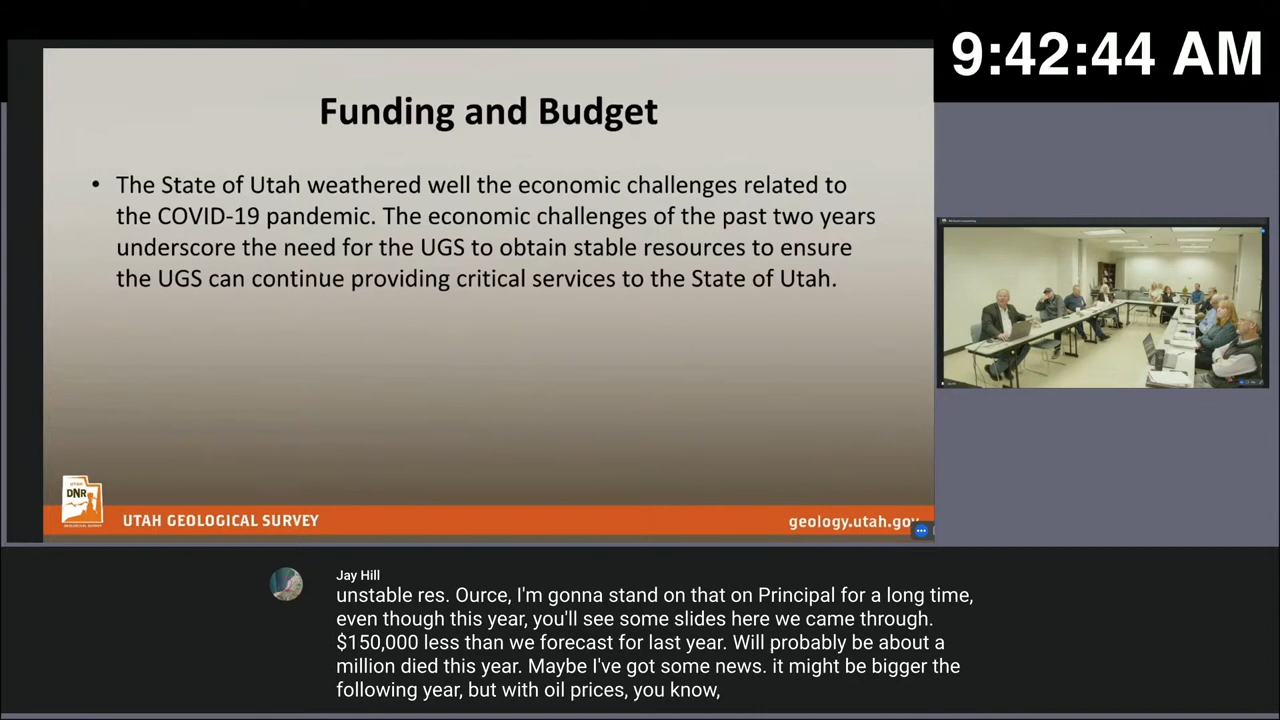 9:42:44 AM
Funding and Budget
• The State of Utah weathered well the economic challenges related to
the COVID-19 pandemic. The economic challenges of the past two years
underscore the need for the UGS to obtain stable resources to ensure
the UGS can continue providing critical services to the State of Utah.
UTAH
DNR
UTAH GEOLOGICAL SURVEY
geology.utah.gov
Jay Hill
unstable res. Ource, I'm gonna stand on that on Principal for a long time,
even though this year, you'll see some slides here we came through.
$150,000 less than we forecast for last year. Will probably be about a
million died this year. Maybe I've got some news. it might be bigger the
following year, but with oil prices, you know,